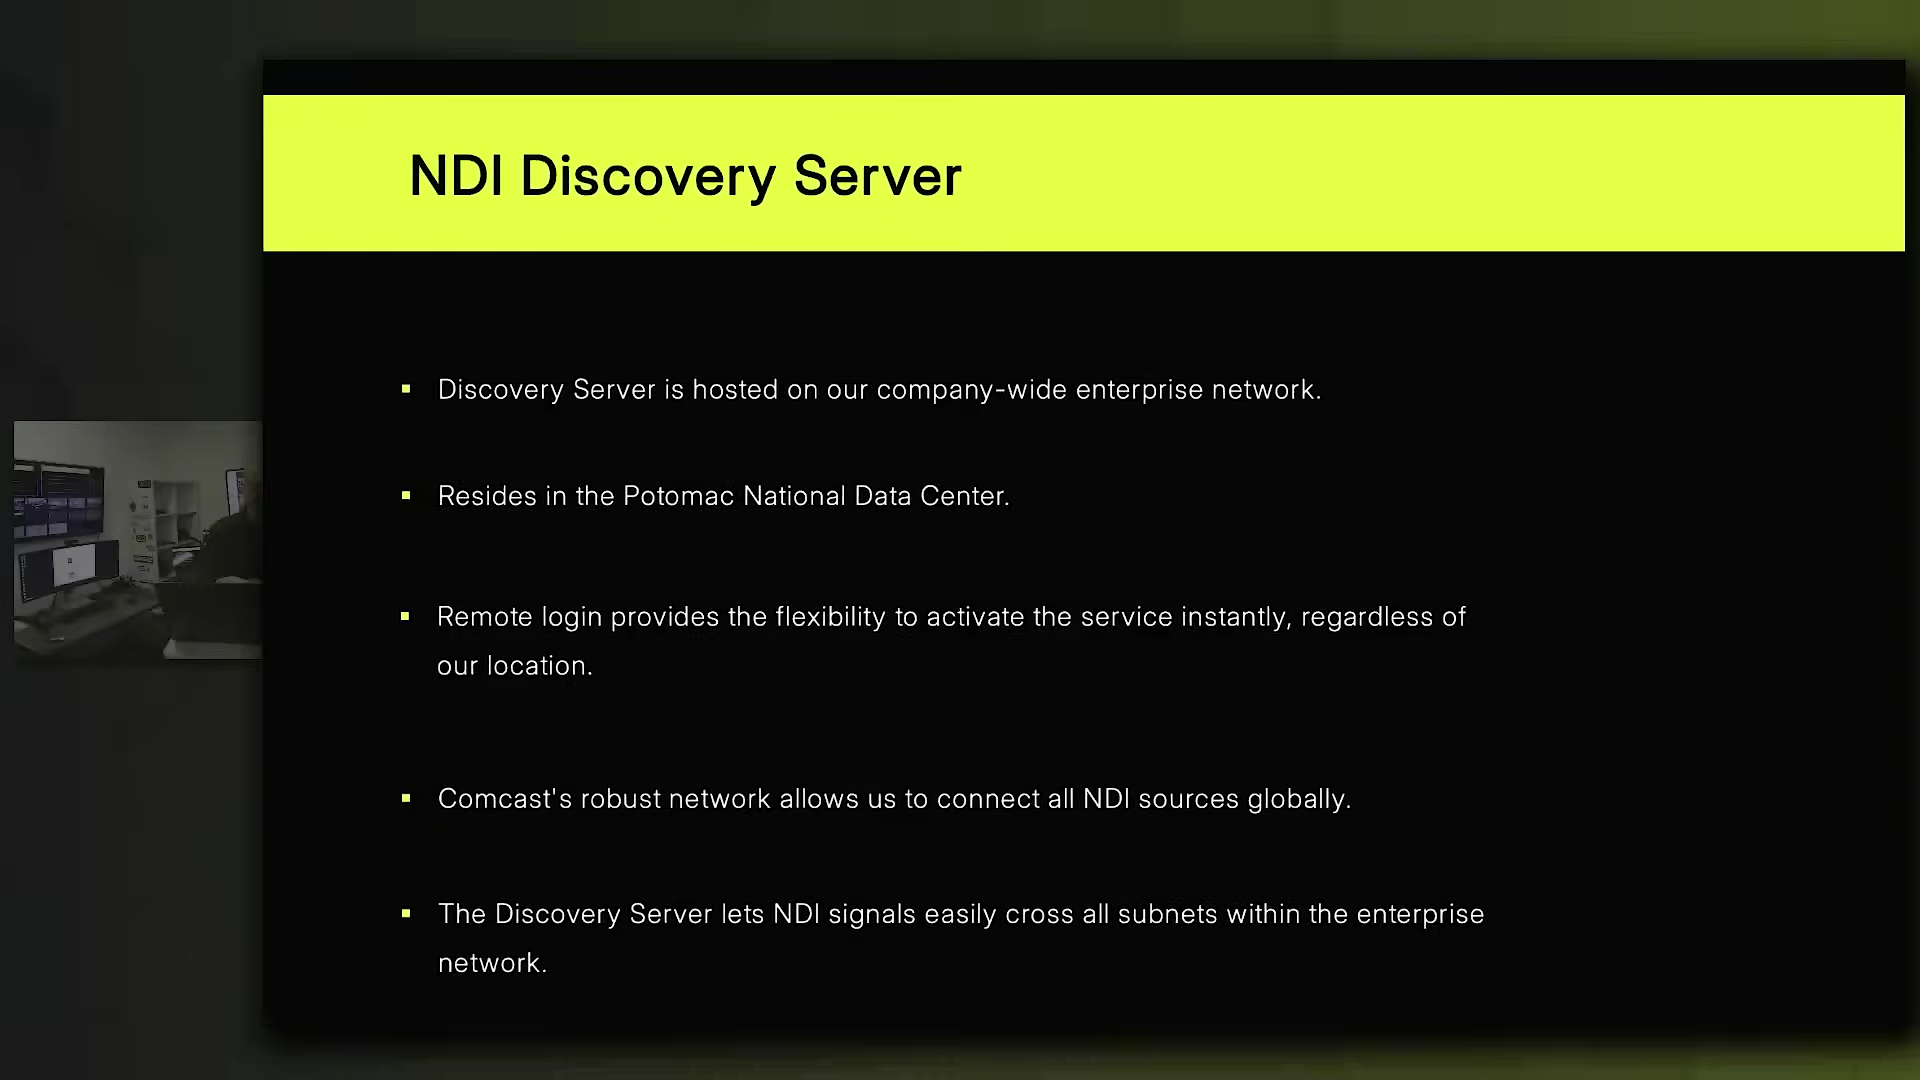 NDI Discovery Server
▪ Discovery Server is hosted on our company-wide enterprise network.
▪ Resides in the Potomac National Data Center.
▪ Remote login provides the flexibility to activate the service instantly, regardless of
our location.
▪ Comcast's robust network allows us to connect all NDI sources globally.
▪ The Discovery Server lets NDI signals easily cross all subnets within the enterprise
network.